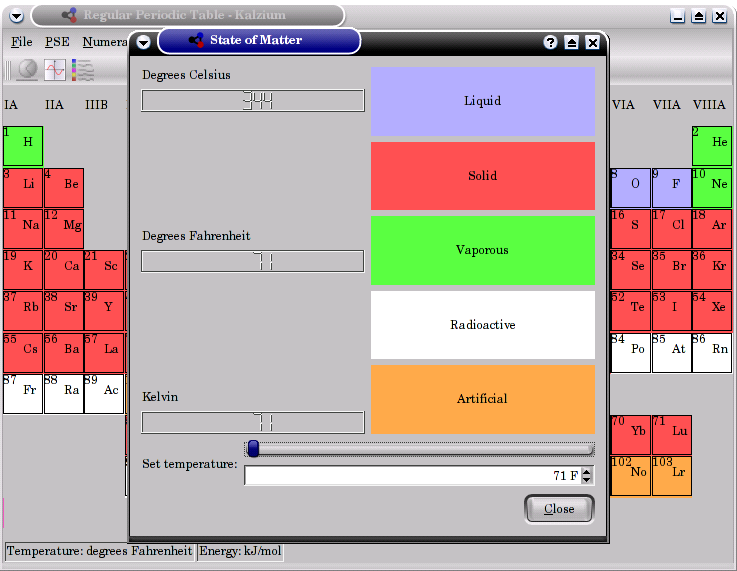 Regular Periodic Table - Kalzium
State of Matter
File PSE Numera
IA IIA IIIB VIA VIIA VIIIA
Degrees Celsius
344
Degrees Fahrenheit
71
Kelvin
71
Liquid
Solid
Vaporous
Radioactive
Artificial
Set temperature:
71 F
Close
1 H 2 He
3 Li 4 Be 8 O 9 F 10 Ne
11 Na 12 Mg 16 S 17 Cl 18 Ar
19 K 20 Ca 21 Sc 34 Se 35 Br 36 Kr
37 Rb 38 Sr 39 Y 52 Te 53 I 54 Xe
55 Cs 56 Ba 57 La 84 Po 85 At 86 Rn
87 Fr 88 Ra 89 Ac
70 Yb 71 Lu
102 No 103 Lr
Temperature: degrees Fahrenheit Energy: kJ/mol